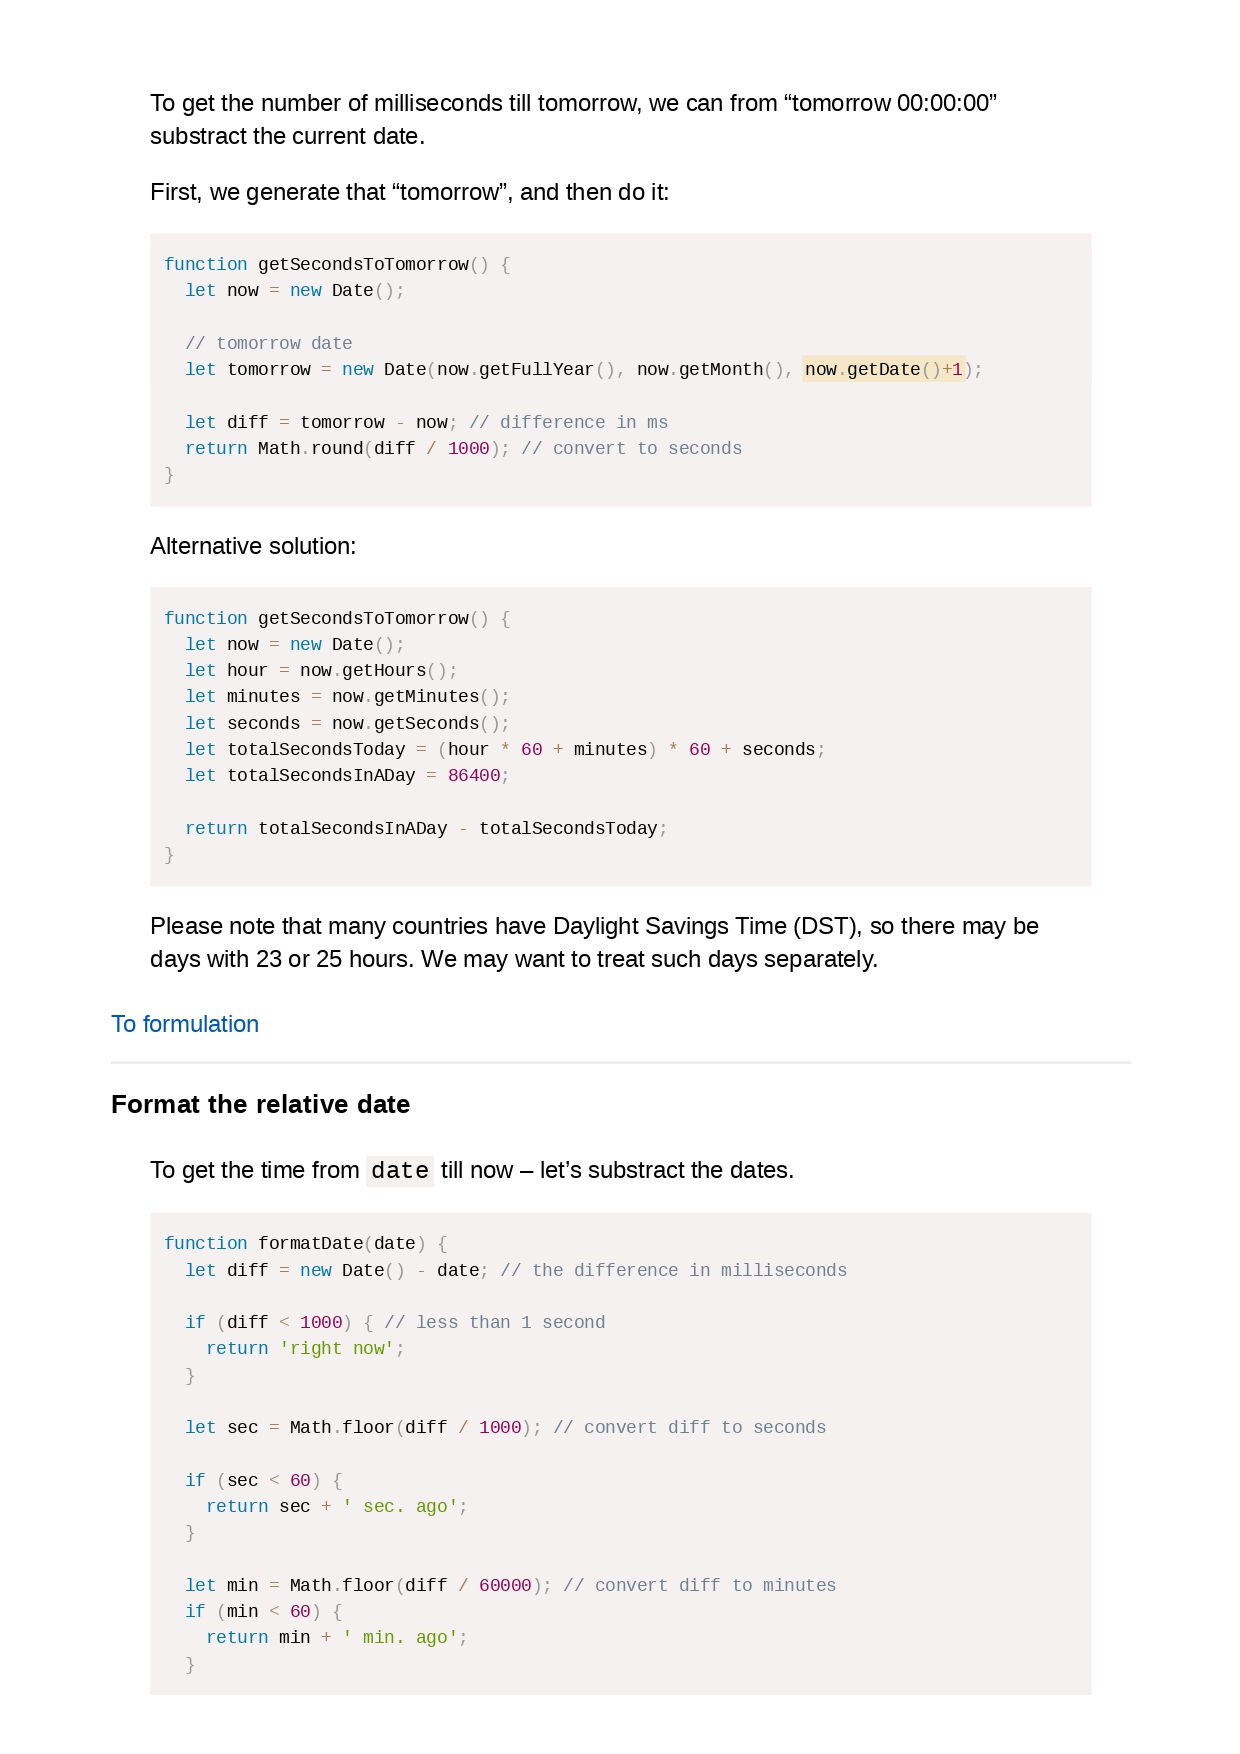 To get the number of milliseconds till tomorrow, we can from “tomorrow 00:00:00”
substract the current date.
First, we generate that “tomorrow”, and then do it:
function getSecondsToTomorrow() {
  let now = new Date();
  // tomorrow date
  let tomorrow = new Date(now.getFullYear(), now.getMonth(), now.getDate()+1);
  let diff = tomorrow - now; // difference in ms
  return Math.round(diff / 1000); // convert to seconds
}
Alternative solution:
function getSecondsToTomorrow() {
  let now = new Date();
  let hour = now.getHours();
  let minutes = now.getMinutes();
  let seconds = now.getSeconds();
  let totalSecondsToday = (hour * 60 + minutes) * 60 + seconds;
  let totalSecondsInADay = 86400;
  return totalSecondsInADay - totalSecondsToday;
}
Please note that many countries have Daylight Savings Time (DST), so there may be
days with 23 or 25 hours. We may want to treat such days separately.
To formulation
Format the relative date
To get the time from date till now – let’s substract the dates.
function formatDate(date) {
  let diff = new Date() - date; // the difference in milliseconds
  if (diff < 1000) { // less than 1 second
    return 'right now';
  }
  let sec = Math.floor(diff / 1000); // convert diff to seconds
  if (sec < 60) {
    return sec + ' sec. ago';
  }
  let min = Math.floor(diff / 60000); // convert diff to minutes
  if (min < 60) {
    return min + ' min. ago';
  }